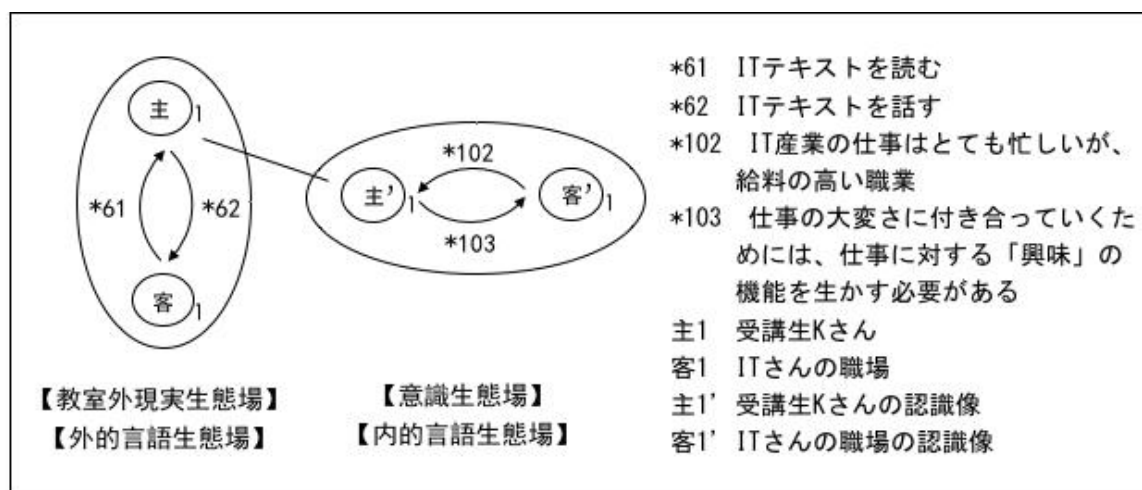 主1
*61
*62
客1
【教室外現実生態場】
【外的言語生態場】
*102
主’1
客’1
*103
【意識生態場】
【内的言語生態場】
*61 ITテキストを読む
*62 ITテキストを話す
*102 IT産業の仕事はとても忙しいが、
給料の高い職業
*103 仕事の大変さに付き合っていくた
めには、仕事に対する「興味」の
機能を生かす必要がある
主1 受講生Kさん
客1 ITさんの職場
主1’ 受講生Kさんの認識像
客1’ ITさんの職場の認識像